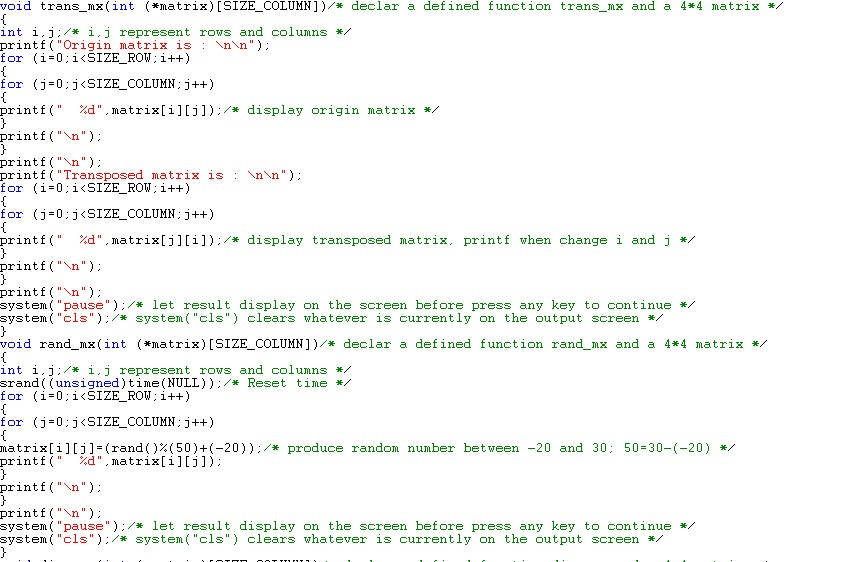 void trans_mx(int (*matrix)[SIZE_COLUMN])/* declar a defined function trans_mx and a 4*4 matrix */
{
int i,j;/* i,j represent rows and columns */
printf("Origin matrix is : \n\n");
for (i=0;i<SIZE_ROW;i++)
{
for (j=0;j<SIZE_COLUMN;j++)
{
printf("  %d",matrix[i][j]);/* display origin matrix */
}
printf("\n");
}
printf("\n");
printf("Transposed matrix is : \n\n");
for (i=0;i<SIZE_ROW;i++)
{
for (j=0;j<SIZE_COLUMN;j++)
{
printf("  %d",matrix[j][i]);/* display transposed matrix, printf when change i and j */
}
printf("\n");
}
printf("\n");
system("pause");/* let result display on the screen before press any key to continue */
system("cls");/* system("cls") clears whatever is currently on the output screen */
}
void rand_mx(int (*matrix)[SIZE_COLUMN])/* declar a defined function rand_mx and a 4*4 matrix */
{
int i,j;/* i,j represent rows and columns */
srand((unsigned)time(NULL));/* Reset time */
for (i=0;i<SIZE_ROW;i++)
{
for (j=0;j<SIZE_COLUMN;j++)
{
matrix[i][j]=(rand()%(50)+(-20));/* produce random number between -20 and 30; 50=30-(-20) */
printf("  %d",matrix[i][j]);
}
printf("\n");
}
printf("\n");
system("pause");/* let result display on the screen before press any key to continue */
system("cls");/* system("cls") clears whatever is currently on the output screen */
}